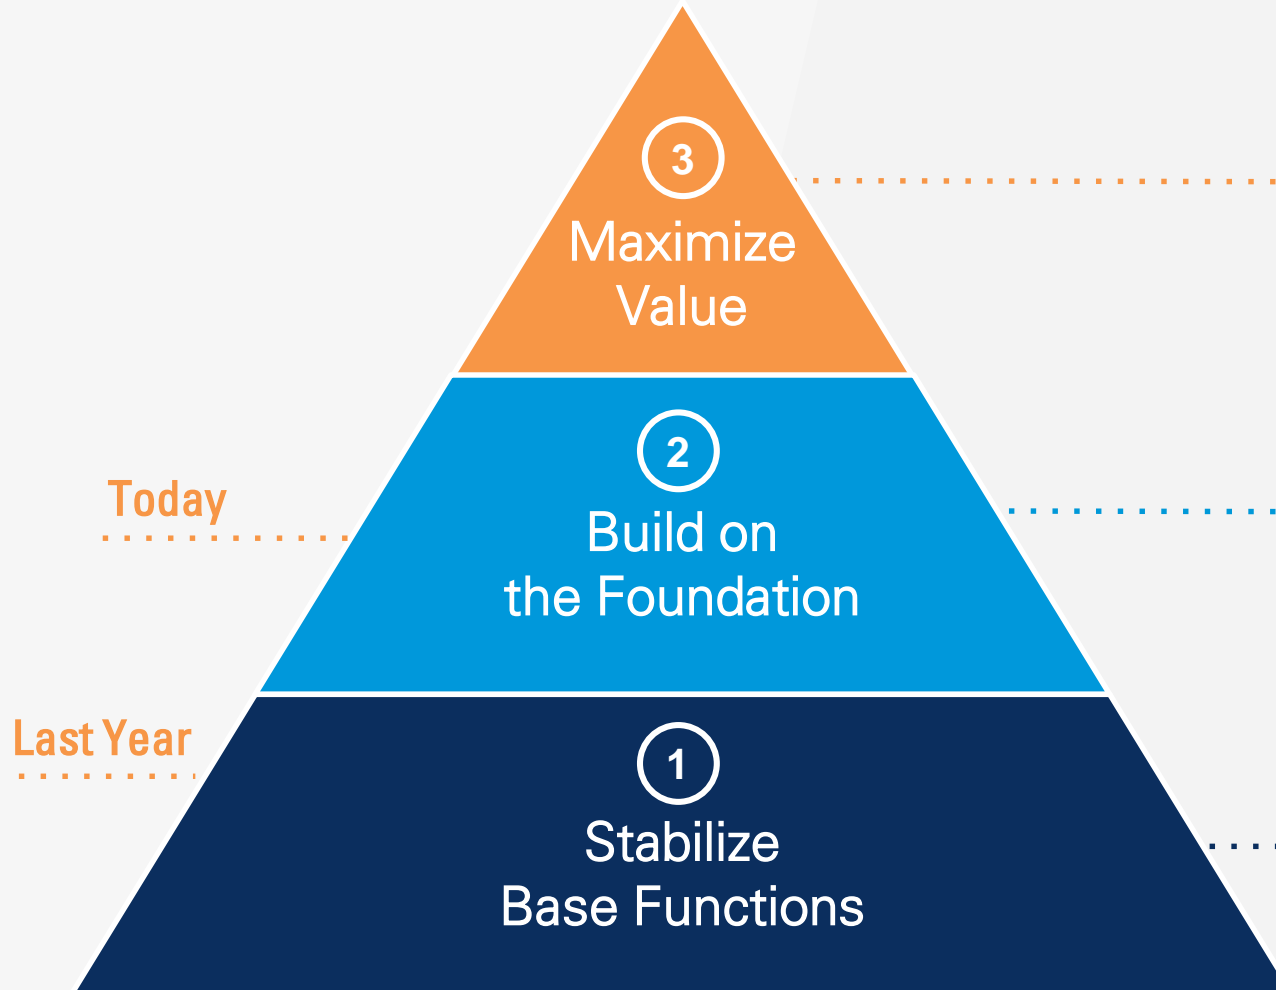 3
Maximize
Value
Today
2
Build on
the Foundation
Last Year
1
Stabilize
Base Functions